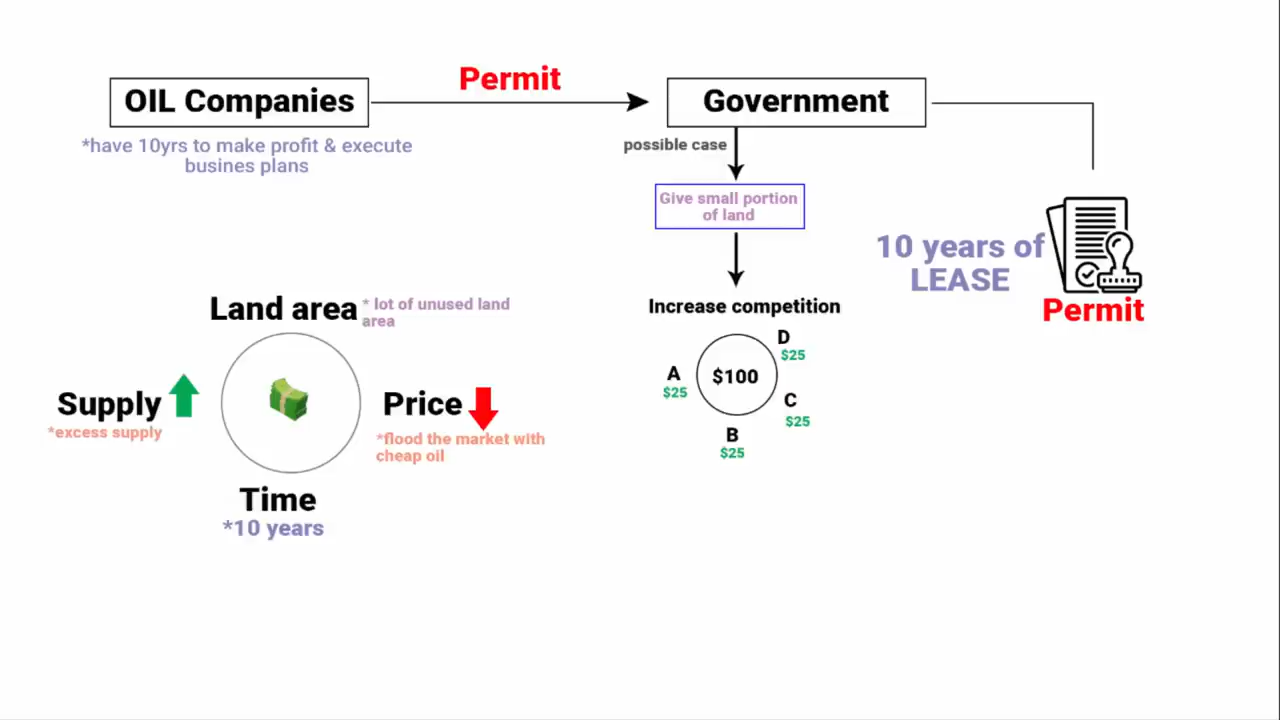 OIL Companies
Permit
Government
*have 10yrs to make profit & execute
busines plans
possible case
Give small portion
of land
10 years of
LEASE
Permit
Increase competition
Land area
* lot of unused land
area
Supply
*excess supply
Price
*flood the market with
cheap oil
Time
*10 years
$100
D
$25
A
$25
C
$25
B
$25